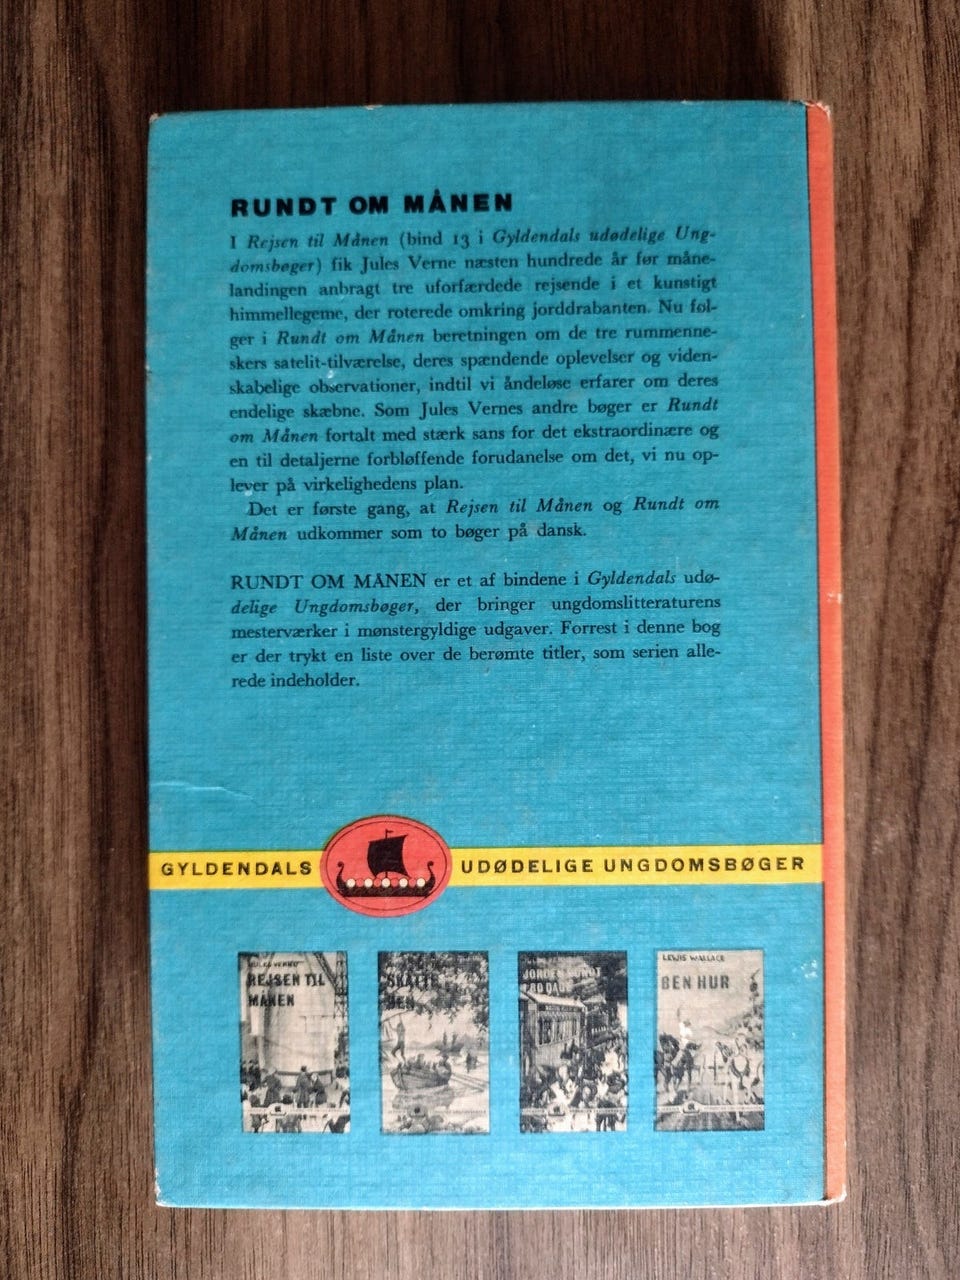 RUNDT OM MÅNEN
I Rejsen til Månen (bind 13 i Gyldendals udødelige Ung-
domsbøger) fik Jules Verne næsten hundrede år før måne-
landingen anbragt tre uforfærdede rejsende i et kunstigt
himmellegeme, der roterede omkring jorddrabanten. Nu føl-
ger i Rundt om Månen beretningen om de tre rummenne-
skers satelit-tilværelse, deres spændende oplevelser og viden-
skabelige observationer, indtil vi åndeløse erfarer om deres
endelige skæbne. Som Jules Vernes andre bøger er Rundt
om Månen fortalt med stærk sans for det ekstraordinære og
en til detaljerne forbløffende forudanelse om det, vi nu op-
lever på virkelighedens plan.
Det er første gang, at Rejsen til Månen og Rundt om
Månen udkommer som to bøger på dansk.
RUNDT OM MÅNEN er et af bindene i Gyldendals udø-
delige Ungdomsbøger, der bringer ungdomslitteraturens
mesterværker i mønstergyldige udgaver. Forrest i denne bog
er der trykt en liste over de berømte titler, som serien alle-
rede indeholder.
GYLDENDALS UDØDELIGE UNGDOMSBØGER
JULES VERNE
REJSEN TIL
MÅNEN
SKATTE
ØEN
JORDEN RUNDT
80 DAGE
LEWIS WALLACE
BEN HUR